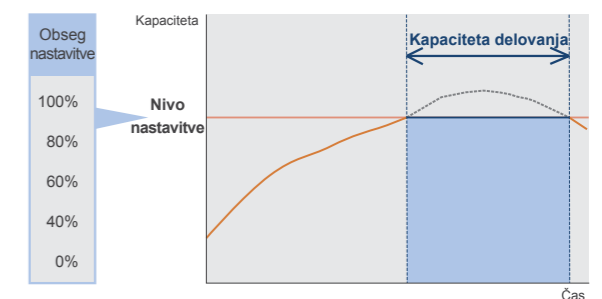 Obseg
nastavitve
100%
80%
60%
40%
0%
Kapaciteta
Nivo
nastavitve
Kapaciteta delovanja
Čas